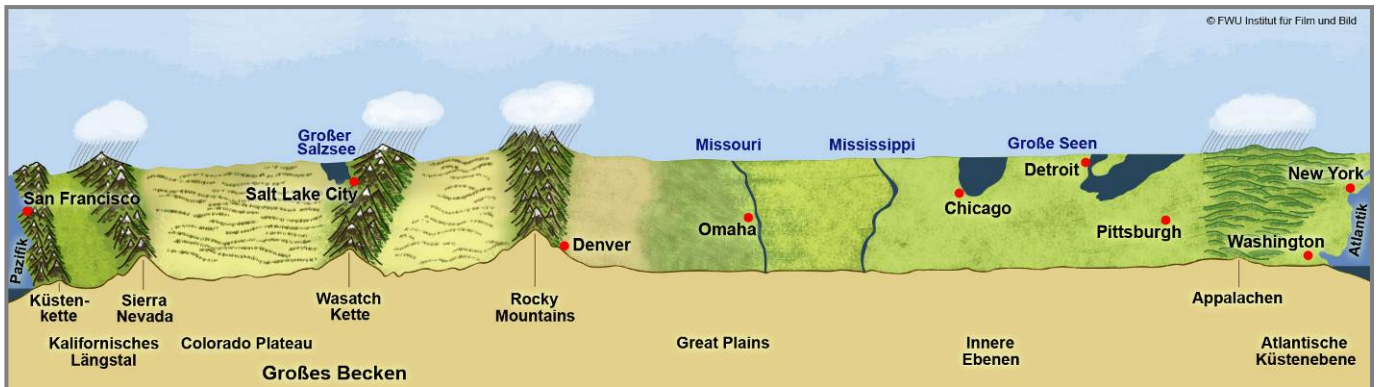 © FWU Institut für Film und Bild
Großer
Salzsee
Missouri
Mississippi
Große Seen
San Francisco
Salt Lake City
Denver
Omaha
Chicago
Detroit
Pittsburgh
New York
Washington
Pazifik
Atlantik
Küsten-
kette
Sierra
Nevada
Wasatch
Kette
Rocky
Mountains
Appalachen
Kalifornisches
Längstal
Colorado Plateau
Great Plains
Innere
Ebenen
Atlantische
Küstenebene
Großes Becken